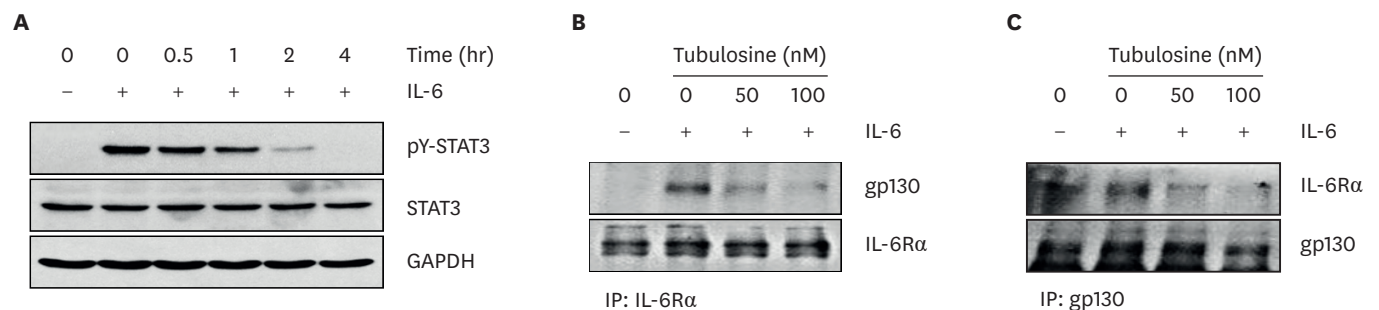 A
0 0 0.5 1 2 4 Time (hr)
− + + + + + IL-6
pY-STAT3
STAT3
GAPDH
B
Tubulosine (nM)
0 0 50 100
− + + + IL-6
gp130
IL-6Rα
IP: IL-6Rα
C
Tubulosine (nM)
0 0 50 100
− + + + IL-6
IL-6Rα
gp130
IP: gp130